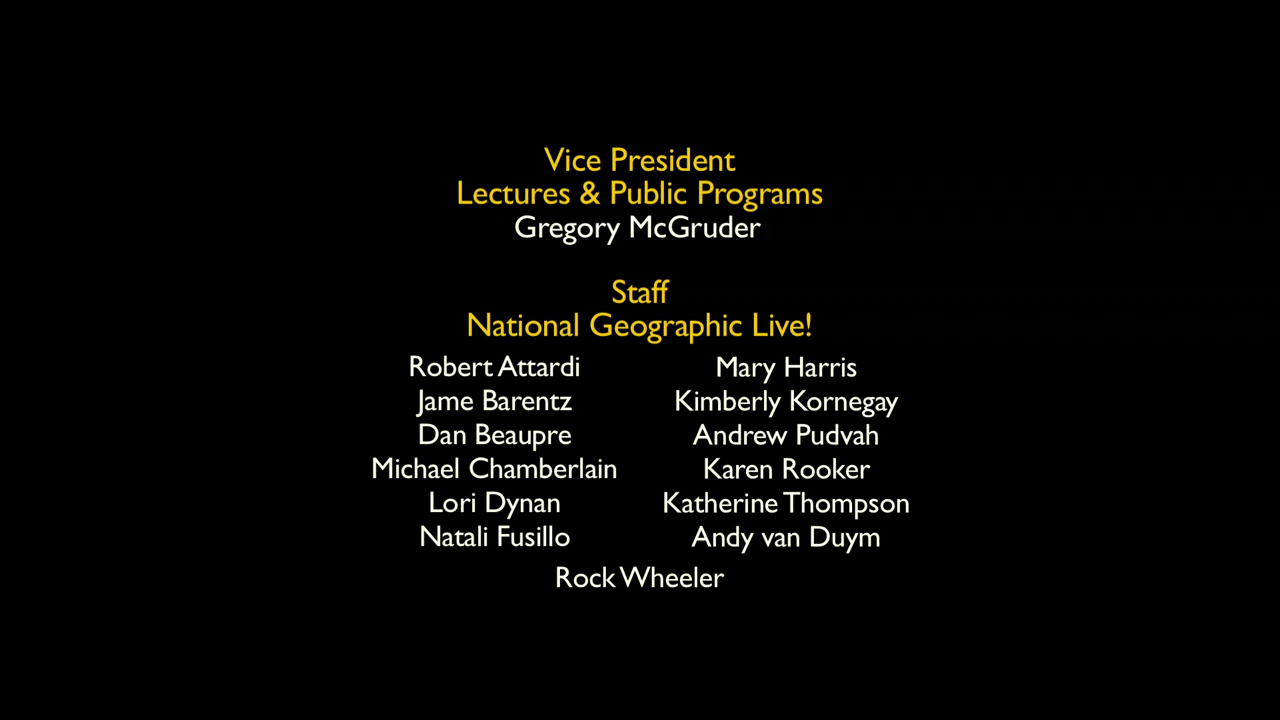 Vice President
Lectures & Public Programs
Gregory McGruder
Staff
National Geographic Live!
Robert Attardi
Jame Barentz
Dan Beaupre
Michael Chamberlain
Lori Dynan
Natali Fusillo
Mary Harris
Kimberly Kornegay
Andrew Pudvah
Karen Rooker
Katherine Thompson
Andy van Duym
Rock Wheeler